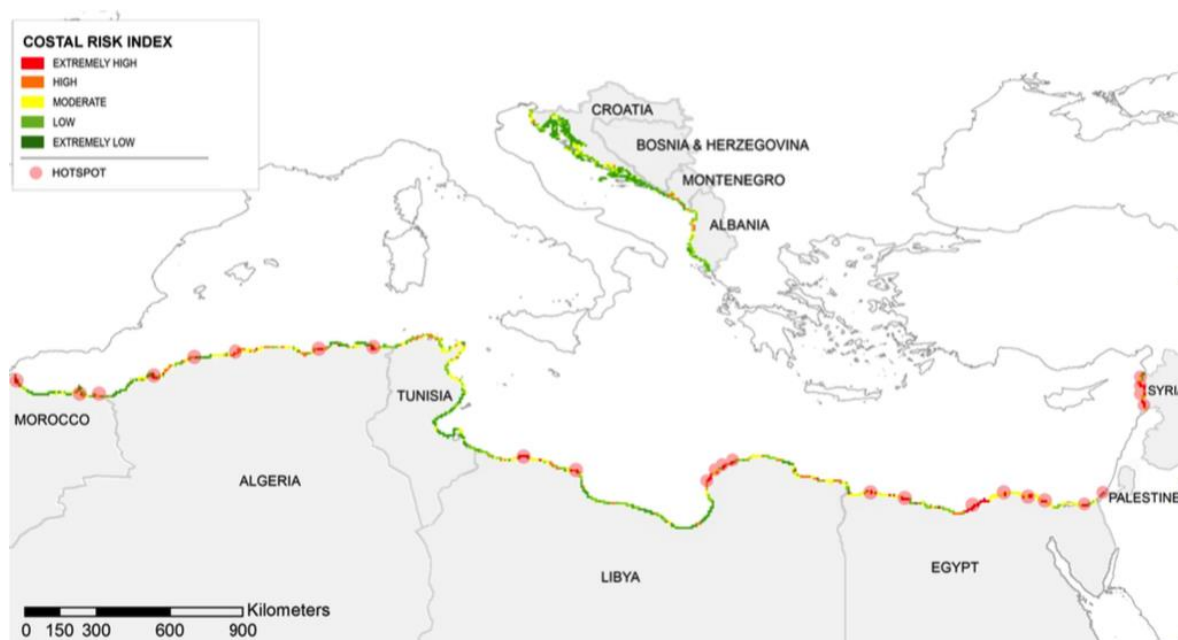 COSTAL RISK INDEX
EXTREMELY HIGH
HIGH
MODERATE
LOW
EXTREMELY LOW
HOTSPOT
CROATIA
BOSNIA & HERZEGOVINA
MONTENEGRO
ALBANIA
TUNISIA
SYRIA
MOROCCO
ALGERIA
PALESTINE
EGYPT
LIBYA
Kilometers
0 150 300 600 900